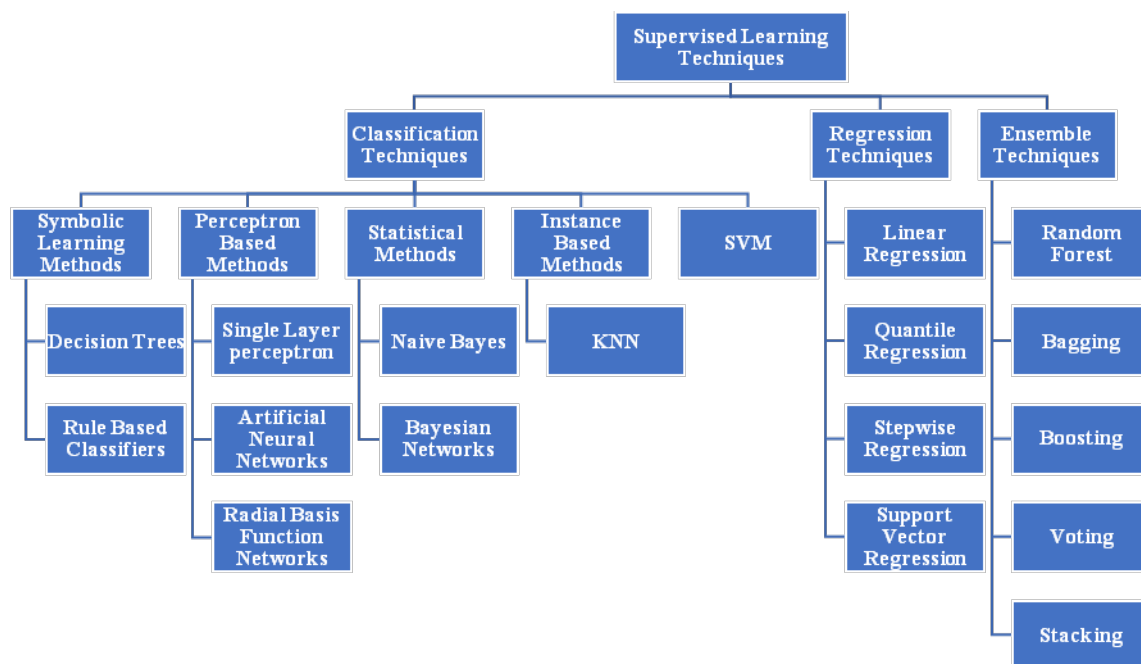 Supervised Learning
Techniques
Classification
Techniques
Regression
Techniques
Ensemble
Techniques
Symbolic
Learning
Methods
Perceptron
Based
Methods
Statistical
Methods
Instance
Based
Methods
SVM
Linear
Regression
Random
Forest
Decision Trees
Single Layer
perceptron
Naive Bayes
KNN
Quantile
Regression
Bagging
Rule Based
Classifiers
Artificial
Neural
Networks
Bayesian
Networks
Stepwise
Regression
Boosting
Radial Basis
Function
Networks
Support
Vector
Regression
Voting
Stacking